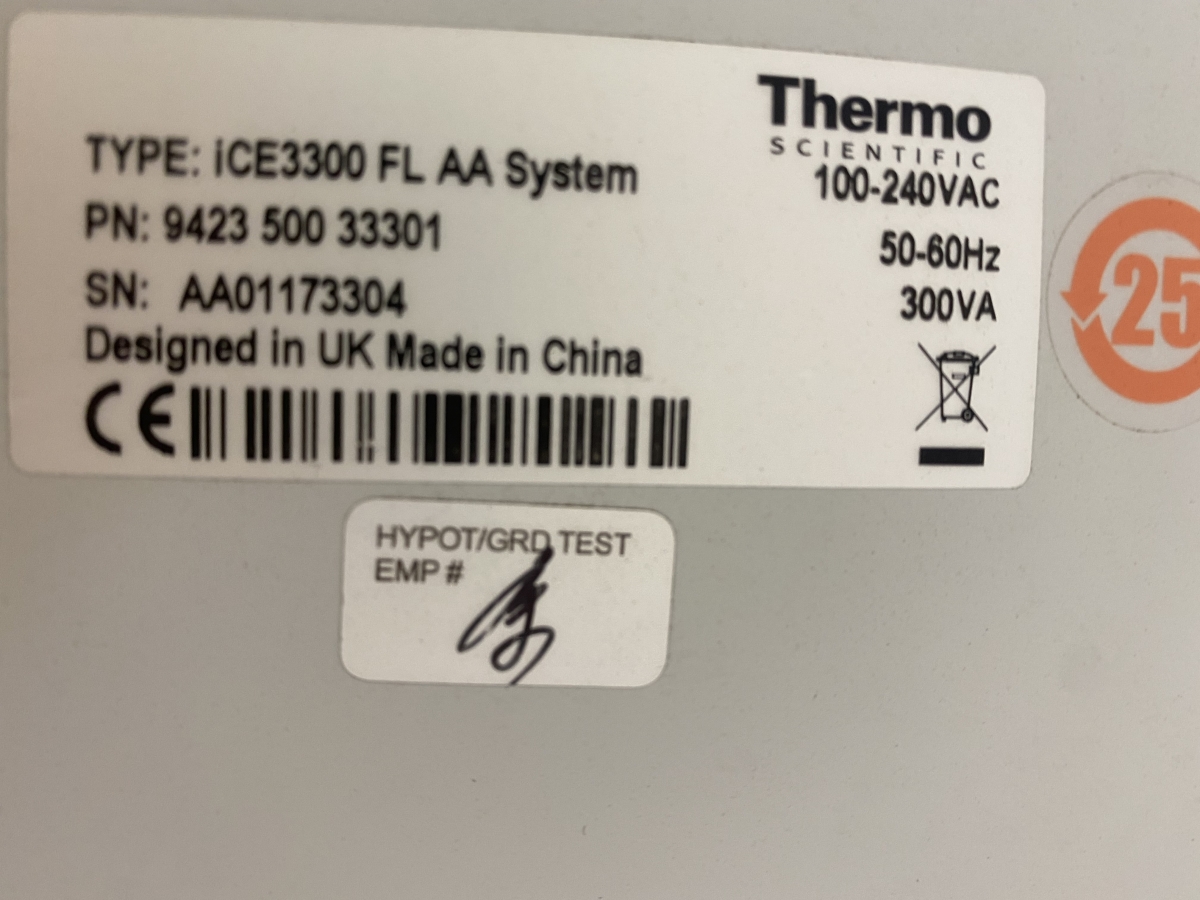 Thermo
SCIENTIFIC
TYPE: iCE3300 FL AA System
100-240VAC
PN: 9423 500 33301
50-60Hz
SN: AA01173304
300VA
Designed in UK Made in China
CE
25
HYPOT/GRD TEST
EMP #